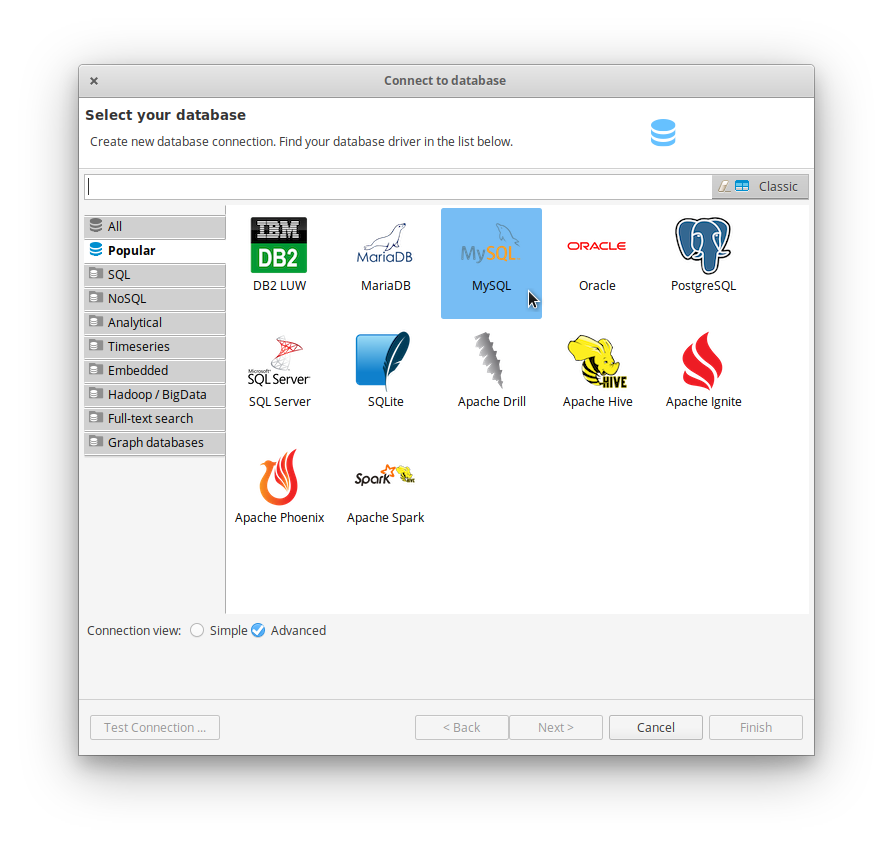 Connect to database
Select your database
Create new database connection. Find your database driver in the list below.
Classic
All
Popular
SQL
NoSQL
Analytical
Timeseries
Embedded
Hadoop / BigData
Full-text search
Graph databases
IBM
DB2
DB2 LUW
MariaDB
MariaDB
MySQL
MySQL
ORACLE
Oracle
PostgreSQL
Microsoft
SQL Server
SQL Server
SQLite
Apache Drill
HIVE
Apache Hive
Apache Ignite
Apache Phoenix
Spark HIVE
Apache Spark
Connection view: Simple Advanced
Test Connection ... < Back Next > Cancel Finish